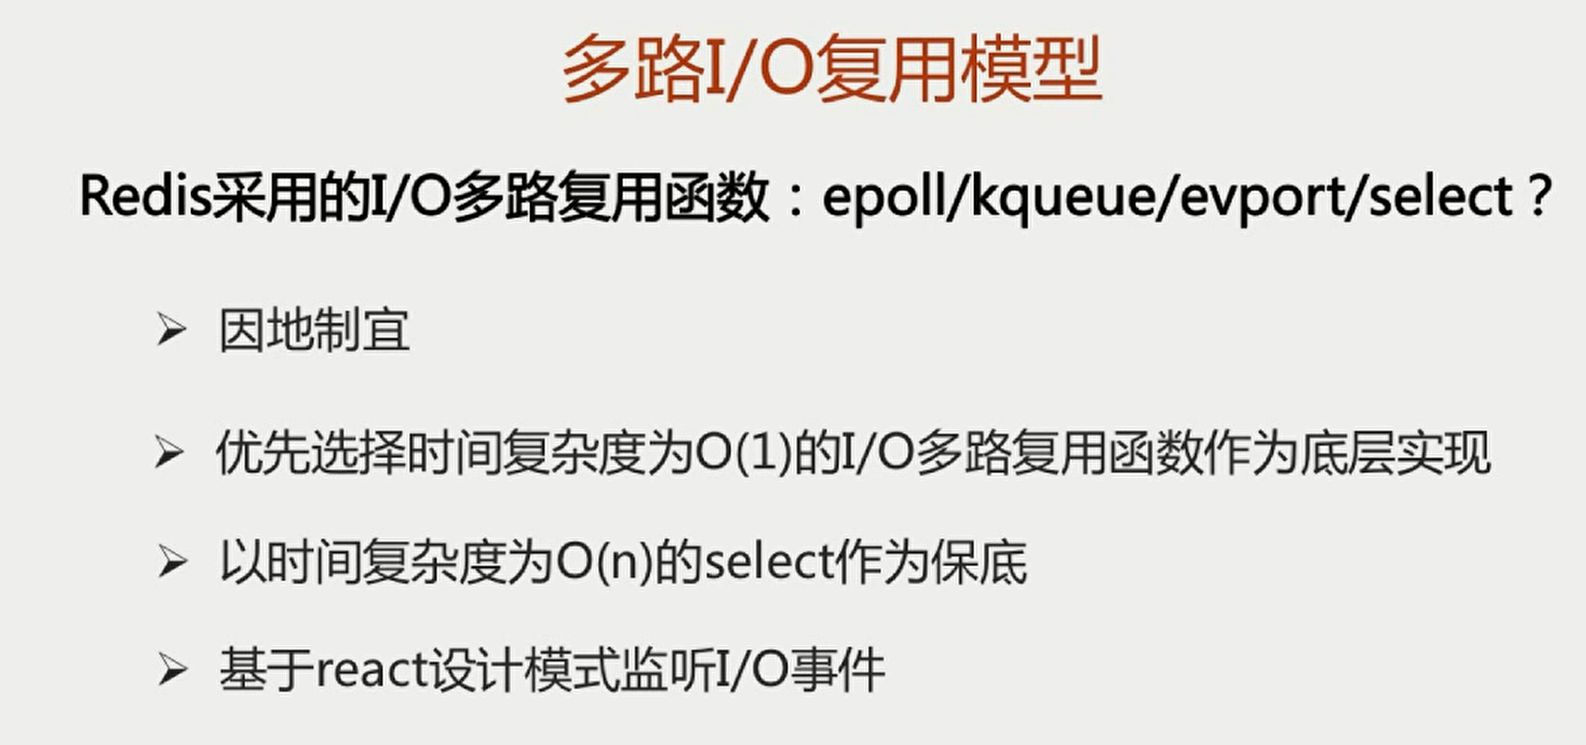 多路I/O复用模型
Redis采用的I/O多路复用函数：epoll/kqueue/evport/select？
➢ 因地制宜
➢ 优先选择时间复杂度为O(1)的I/O多路复用函数作为底层实现
➢ 以时间复杂度为O(n)的select作为保底
➢ 基于react设计模式监听I/O事件